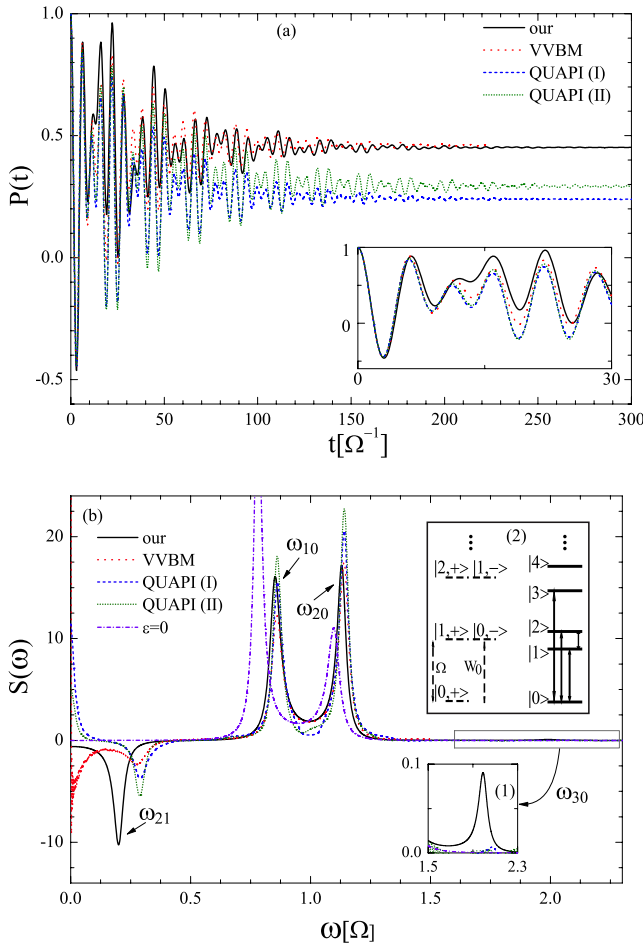 (a)
our
VVBM
QUAPI (I)
QUAPI (II)
P(t)
1.0
0.5
0.0
-0.5
1
0
0
30
0
50
100
150
200
250
300
t[Ω⁻¹]
(b)
our
VVBM
QUAPI (I)
QUAPI (II)
ε=0
ω₁₀
ω₂₀
S(ω)
20
10
0
-10
(2)
|2,+> |1,−>
|4>
|3>
|1,+> |0,−>
|2>
|1>
Ω
W₀
|0,+>
|0>
ω₂₁
ω₃₀
0.1
(1)
0.0
1.5
2.3
0.0
0.5
1.0
1.5
2.0
ω[Ω]